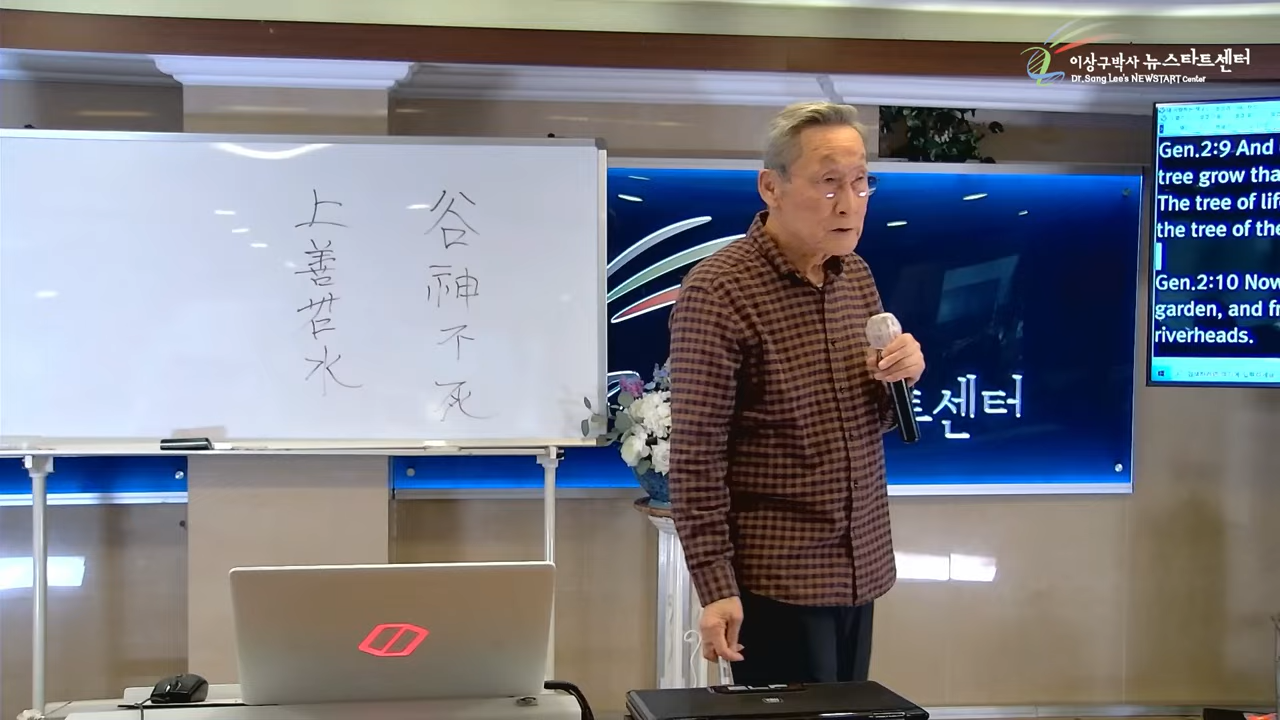 이상구박사 뉴스타트센터
Dr. Sang Lee's NEWSTART Center
谷神不死
上善若水
트센터
Gen.2:9 And
tree grow tha
The tree of lif
the tree of the
Gen.2:10 Now
garden, and fr
riverheads.